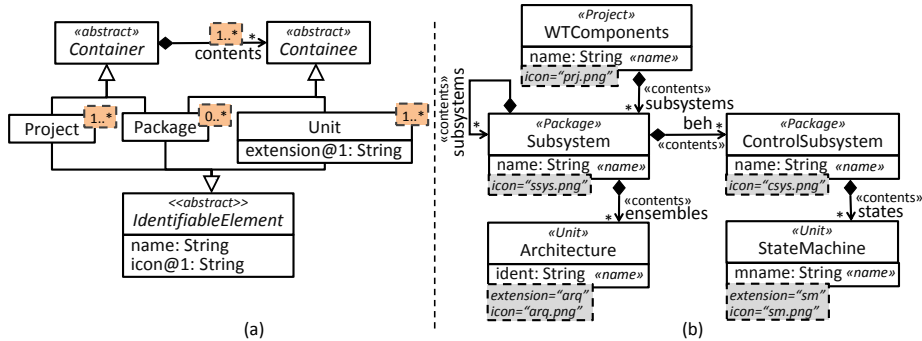 «abstract»
Container
1..*
*
contents
«abstract»
Containee
Project
1..*
Package
0..*
Unit
1..*
extension@1: String
<<abstract>>
IdentifiableElement
name: String
icon@1: String
(a)
«Project»
WTComponents
name: String «name»
icon="prj.png"
«contents»
subsystems
*
«contents»
subsystems
*
«Package»
Subsystem
name: String «name»
icon="ssys.png"
beh
*
«contents»
«Package»
ControlSubsystem
name: String «name»
icon="csys.png"
«contents»
ensembles
*
«contents»
states
*
«Unit»
Architecture
ident: String «name»
extension="arq"
icon="arq.png"
«Unit»
StateMachine
mname: String «name»
extension="sm"
icon="sm.png"
(b)